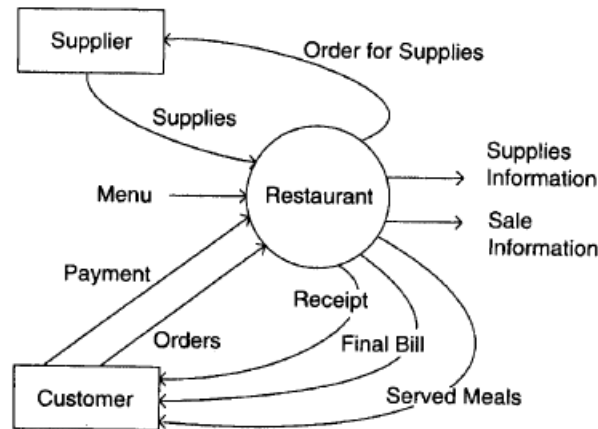 Supplier
Order for Supplies
Supplies
Supplies
Information
Menu
Restaurant
Sale
Information
Payment
Receipt
Orders
Final Bill
Customer
Served Meals